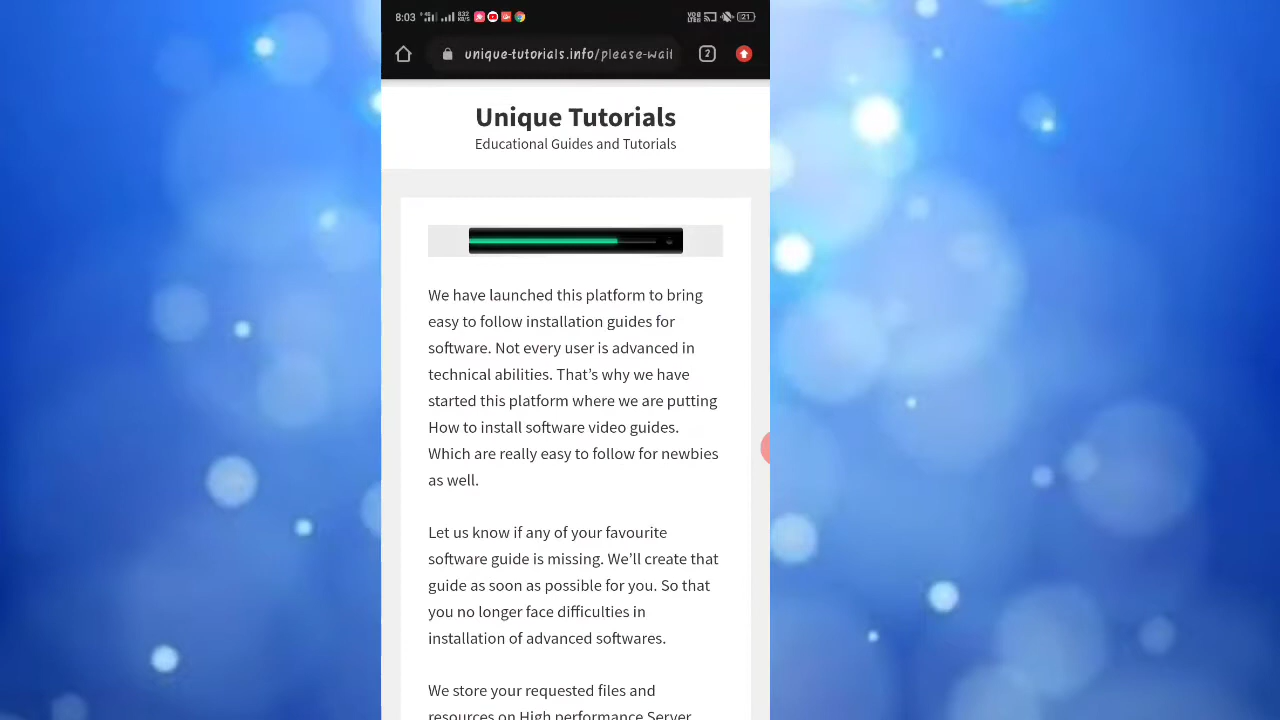 8:03
832 KB/S
21
unique-tutorials.info/please-wait
2
Unique Tutorials
Educational Guides and Tutorials
We have launched this platform to bring
easy to follow installation guides for
software. Not every user is advanced in
technical abilities. That’s why we have
started this platform where we are putting
How to install software video guides.
Which are really easy to follow for newbies
as well.
Let us know if any of your favourite
software guide is missing. We’ll create that
guide as soon as possible for you. So that
you no longer face difficulties in
installation of advanced softwares.
We store your requested files and
resources on High performance Server